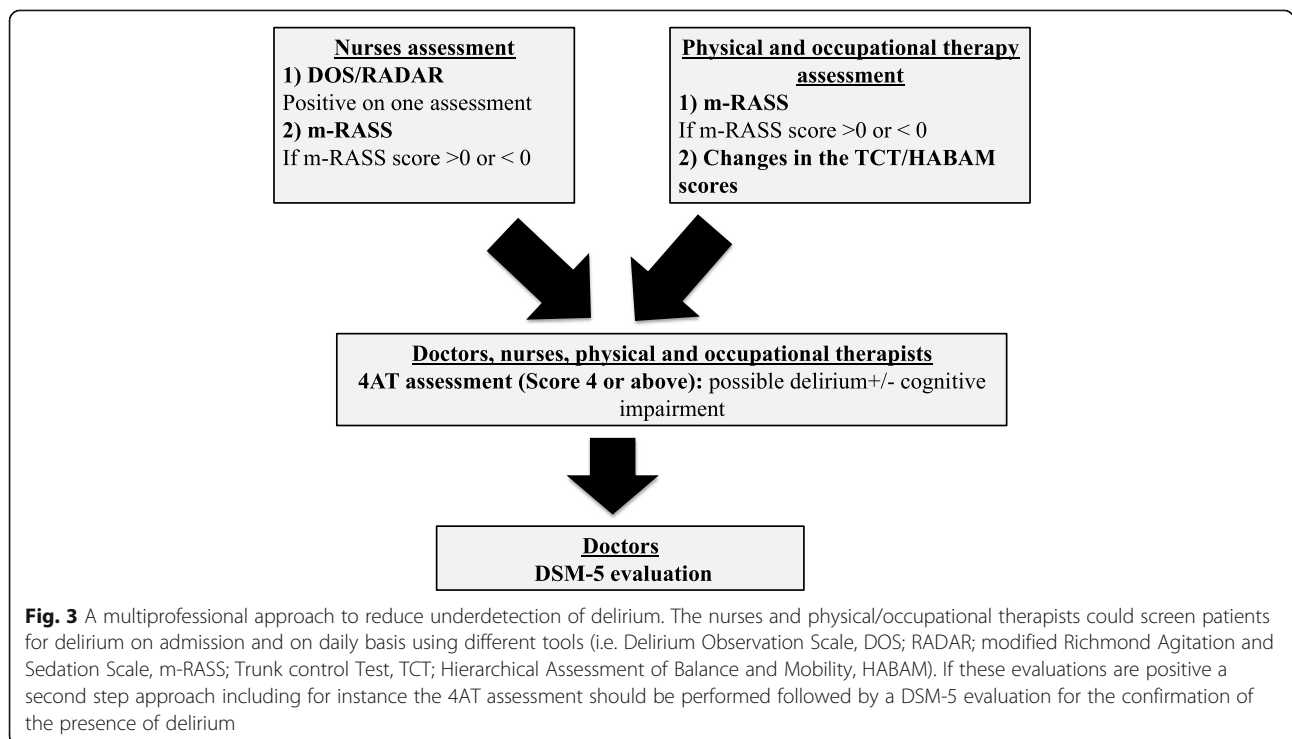 Nurses assessment
1) DOS/RADAR
Positive on one assessment
2) m-RASS
If m-RASS score >0 or < 0
Physical and occupational therapy
assessment
1) m-RASS
If m-RASS score >0 or < 0
2) Changes in the TCT/HABAM
scores
Doctors, nurses, physical and occupational therapists
4AT assessment (Score 4 or above): possible delirium+/- cognitive
impairment
Doctors
DSM-5 evaluation
Fig. 3 A multiprofessional approach to reduce underdetection of delirium. The nurses and physical/occupational therapists could screen patients
for delirium on admission and on daily basis using different tools (i.e. Delirium Observation Scale, DOS; RADAR; modified Richmond Agitation and
Sedation Scale, m-RASS; Trunk control Test, TCT; Hierarchical Assessment of Balance and Mobility, HABAM). If these evaluations are positive a
second step approach including for instance the 4AT assessment should be performed followed by a DSM-5 evaluation for the confirmation of
the presence of delirium